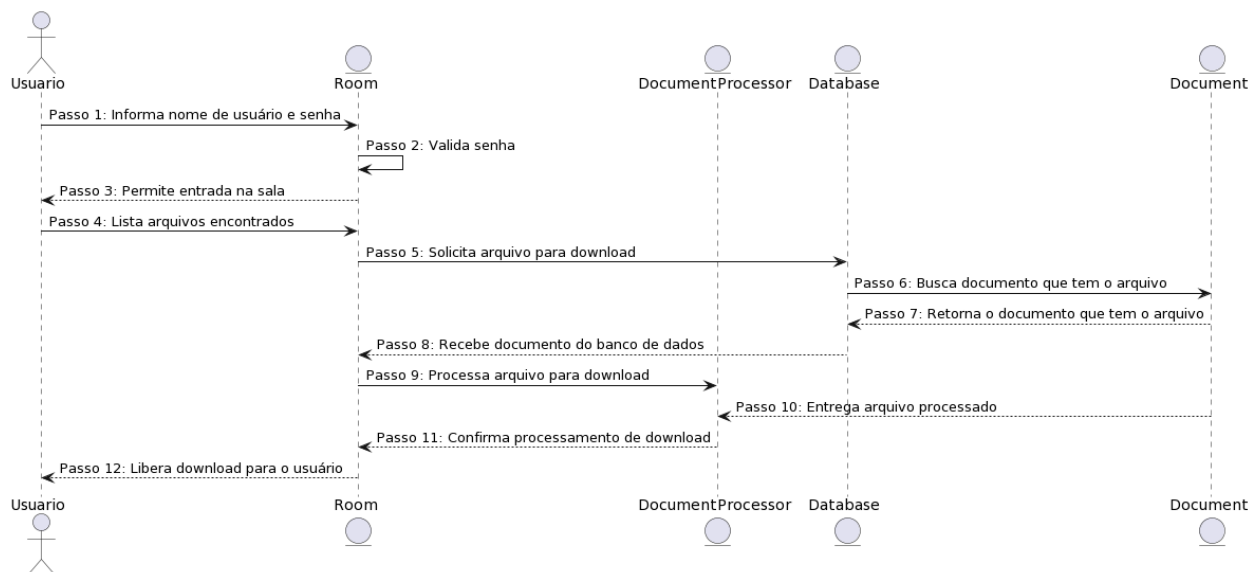 Usuario
Room
DocumentProcessor
Database
Document
Passo 1: Informa nome de usuário e senha
Passo 2: Valida senha
Passo 3: Permite entrada na sala
Passo 4: Lista arquivos encontrados
Passo 5: Solicita arquivo para download
Passo 6: Busca documento que tem o arquivo
Passo 7: Retorna o documento que tem o arquivo
Passo 8: Recebe documento do banco de dados
Passo 9: Processa arquivo para download
Passo 10: Entrega arquivo processado
Passo 11: Confirma processamento de download
Passo 12: Libera download para o usuário
Usuario
Room
DocumentProcessor
Database
Document